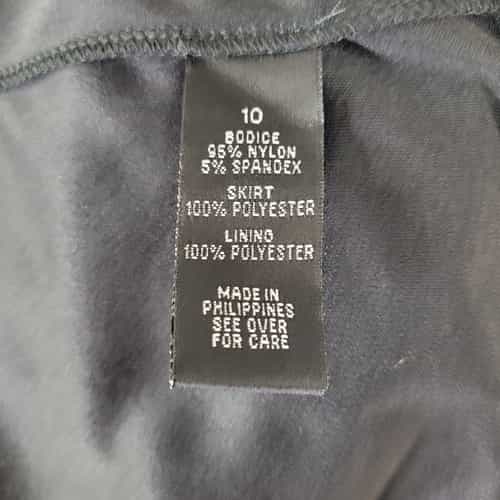 10
BODICE
95% NYLON
5% SPANDEX
SKIRT
100% POLYESTER
LINING
100% POLYESTER
MADE IN
PHILIPPINES
SEE OVER
FOR CARE